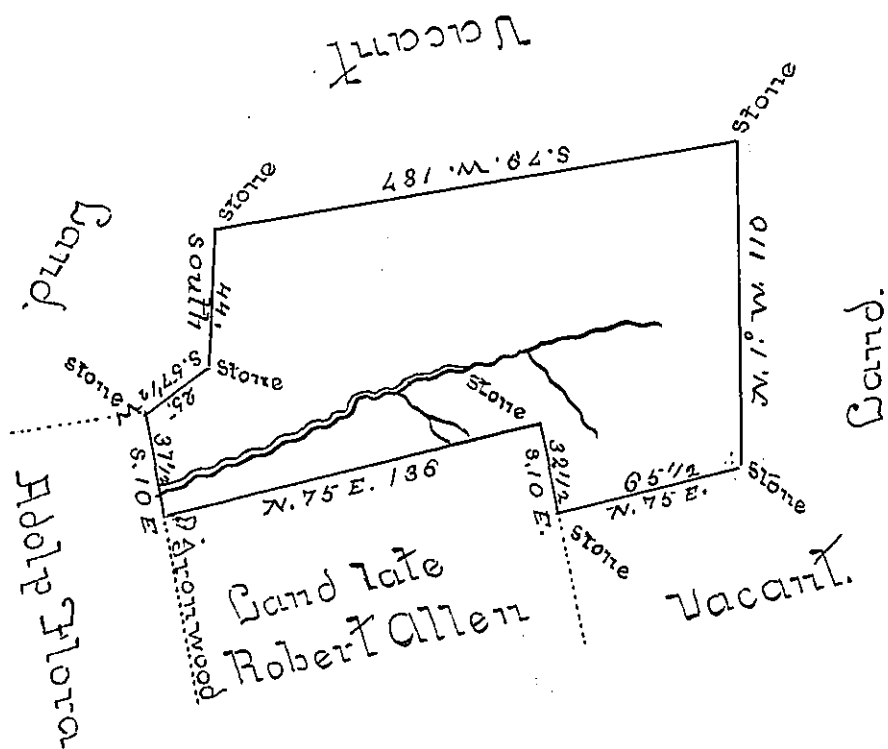 Vacant
Land.
Land.
Stone
S. 79. W. 187
Stone
N. 1°, W 110
South
44.
Stone
S. 57 1/2 W
25.
Stone
Stone
S. 10 E
37 1/2
N. 75 E. 136
S. 10 E.
32 1/2
65 1/2
N. 75 E.
Stone
Stone
Ironwood
Land late
Robert Allen
Vacant.
Adolp Flora